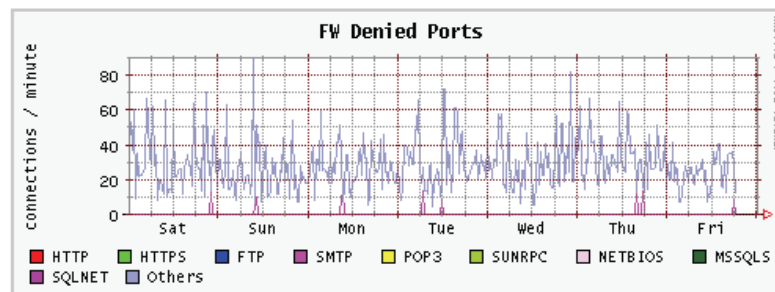 FW Denied Ports
connections / minute
80
60
40
20
0
Sat Sun Mon Tue Wed Thu Fri
HTTP HTTPS FTP SMTP POP3 SUNRPC NETBIOS MSSQLS
SQLNET Others